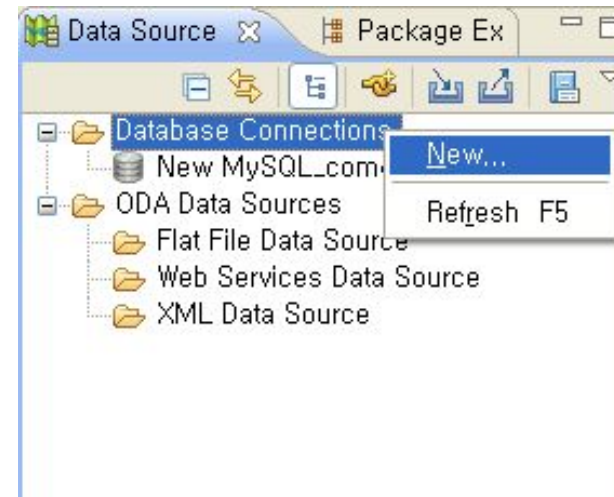 Data Source
Package Ex
Database Connections
New...
New MySQL_com
ODA Data Sources
Refresh F5
Flat File Data Source
Web Services Data Source
XML Data Source